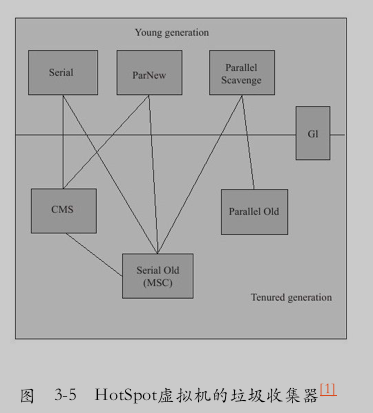 Young generation
Serial
ParNew
Parallel
Scavenge
Gl
CMS
Parallel Old
Serial Old
(MSC)
Tenured generation
图 3-5 HotSpot虚拟机的垃圾收集器[1]